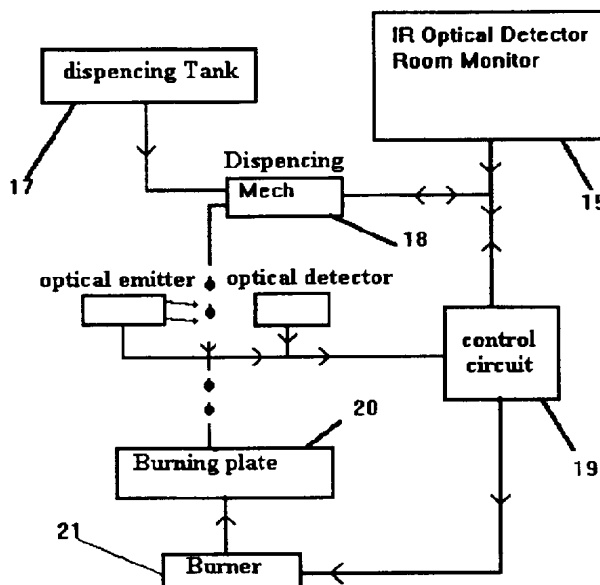 IR Optical Detector
Room Monitor
dispencing Tank
17
Dispencing
Mech
18
15
optical emitter
optical detector
control
circuit
20
19
Burning plate
21
Burner